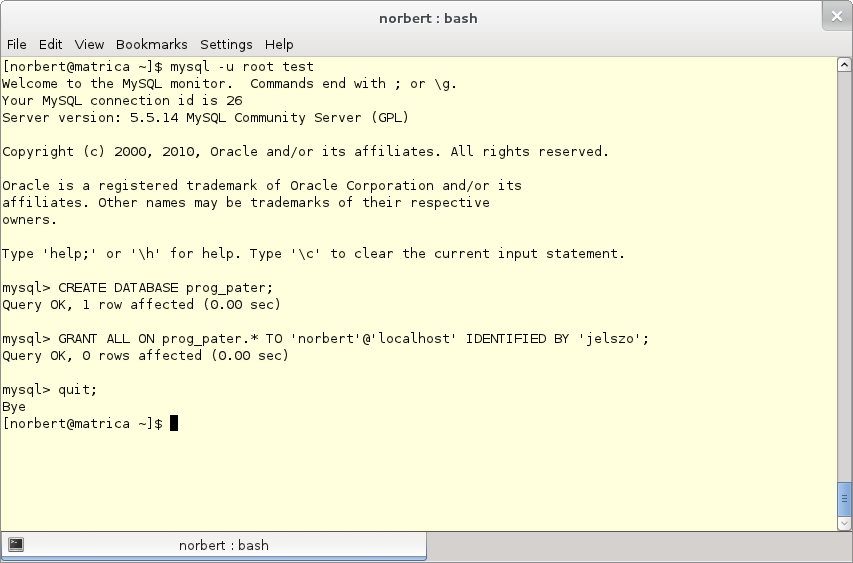 norbert : bash
File Edit View Bookmarks Settings Help
[norbert@matrica ~]$ mysql -u root test
Welcome to the MySQL monitor.  Commands end with ; or \g.
Your MySQL connection id is 26
Server version: 5.5.14 MySQL Community Server (GPL)
Copyright (c) 2000, 2010, Oracle and/or its affiliates. All rights reserved.
Oracle is a registered trademark of Oracle Corporation and/or its
affiliates. Other names may be trademarks of their respective
owners.
Type 'help;' or '\h' for help. Type '\c' to clear the current input statement.
mysql> CREATE DATABASE prog_pater;
Query OK, 1 row affected (0.00 sec)
mysql> GRANT ALL ON prog_pater.* TO 'norbert'@'localhost' IDENTIFIED BY 'jelszo';
Query OK, 0 rows affected (0.00 sec)
mysql> quit;
Bye
[norbert@matrica ~]$
norbert : bash